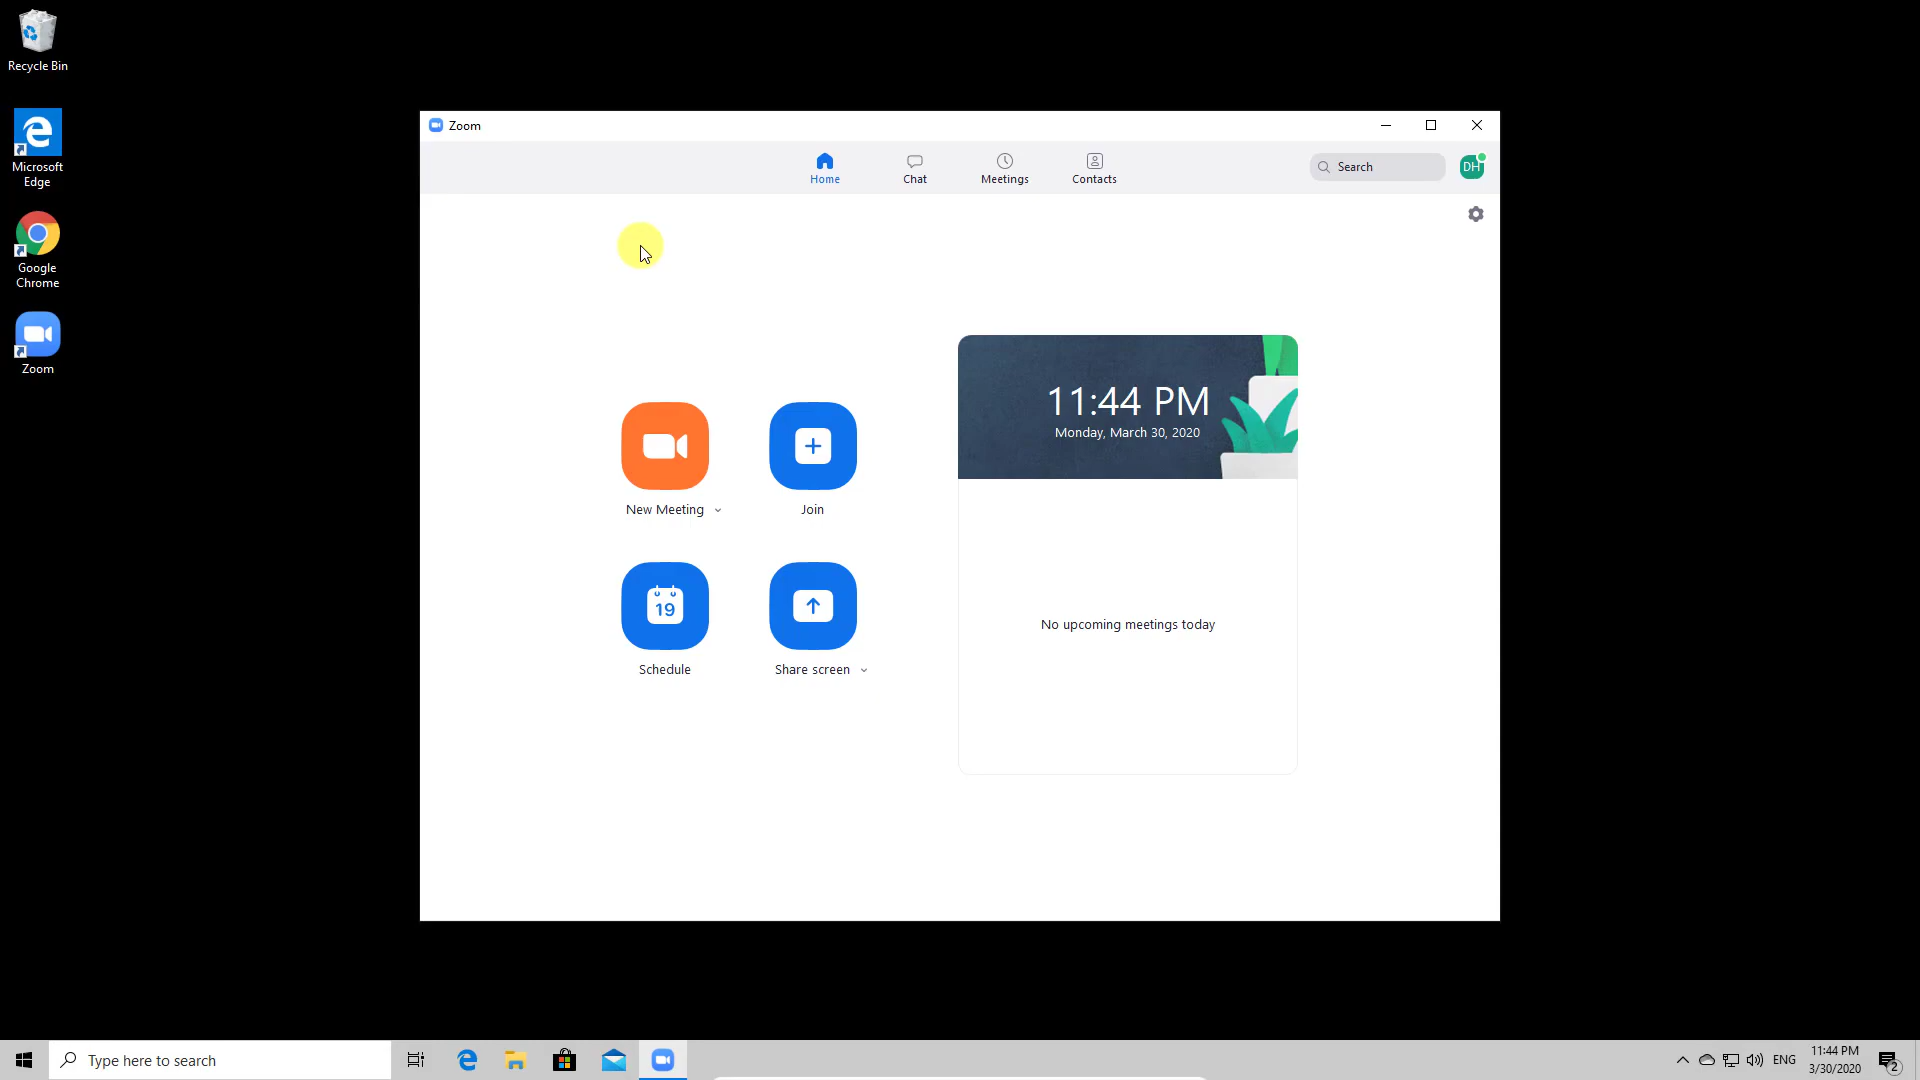 Recycle Bin
Microsoft
Edge
Google
Chrome
Zoom
Zoom
Home
Chat
Meetings
Contacts
Search
DH
11:44 PM
Monday, March 30, 2020
New Meeting
Join
19
Schedule
Share screen
No upcoming meetings today
Type here to search
ENG
11:44 PM
3/30/2020
2